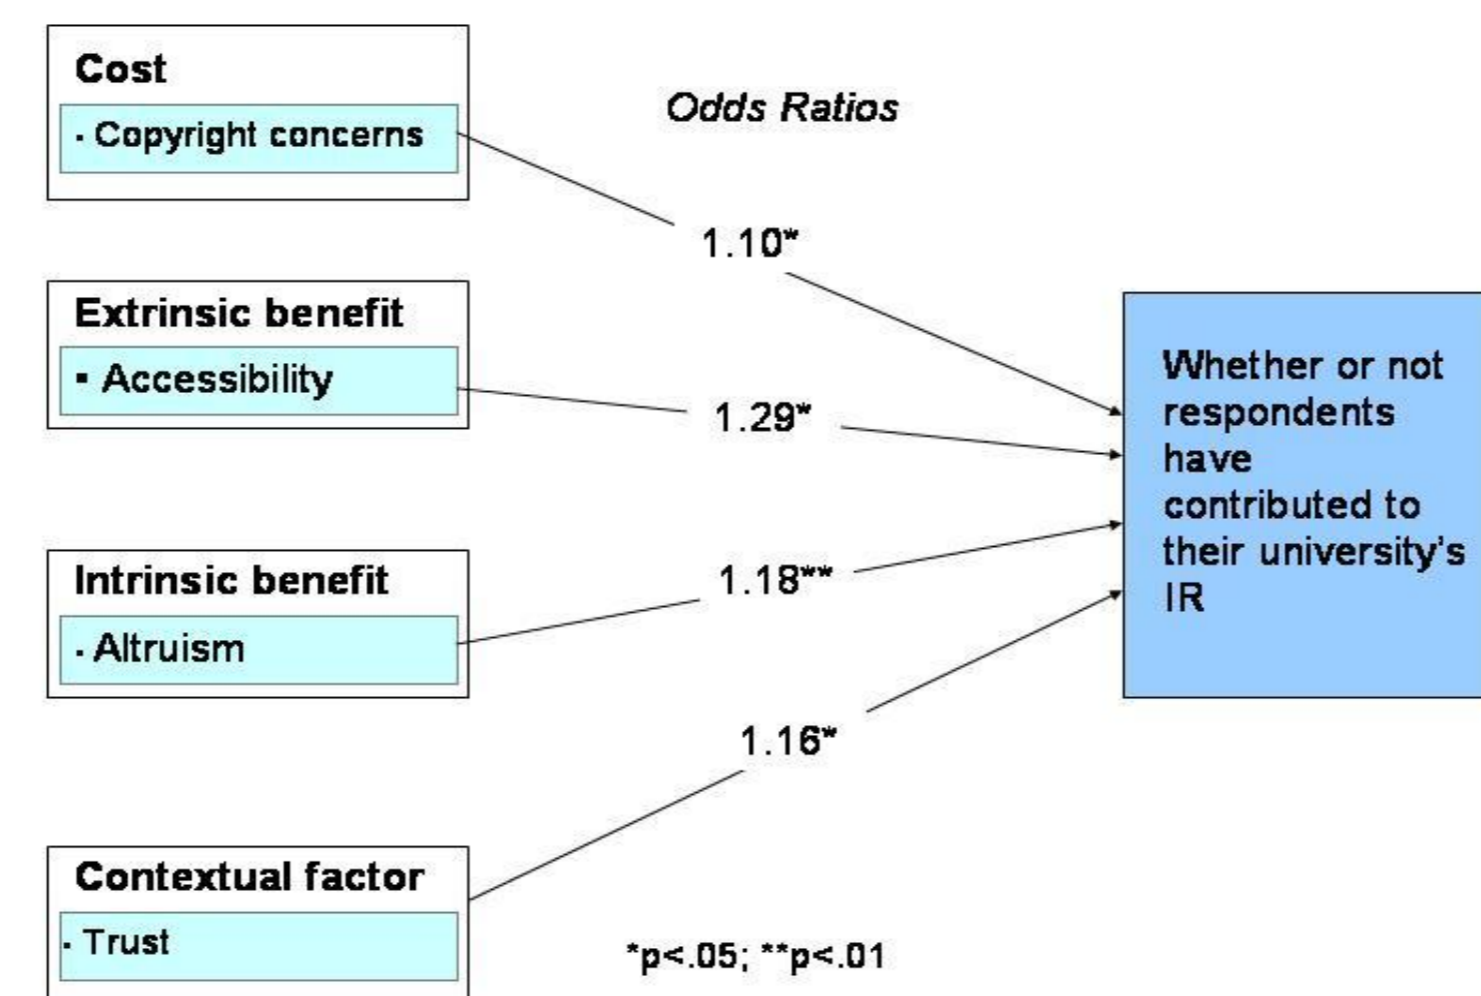 Cost
· Copyright concerns
Odds Ratios
1.10*
Extrinsic benefit
▪ Accessibility
1.29*
Whether or not
respondents
have
contributed to
their university's
IR
Intrinsic benefit
· Altruism
1.18**
1.16*
Contextual factor
· Trust
*p<.05; **p<.01